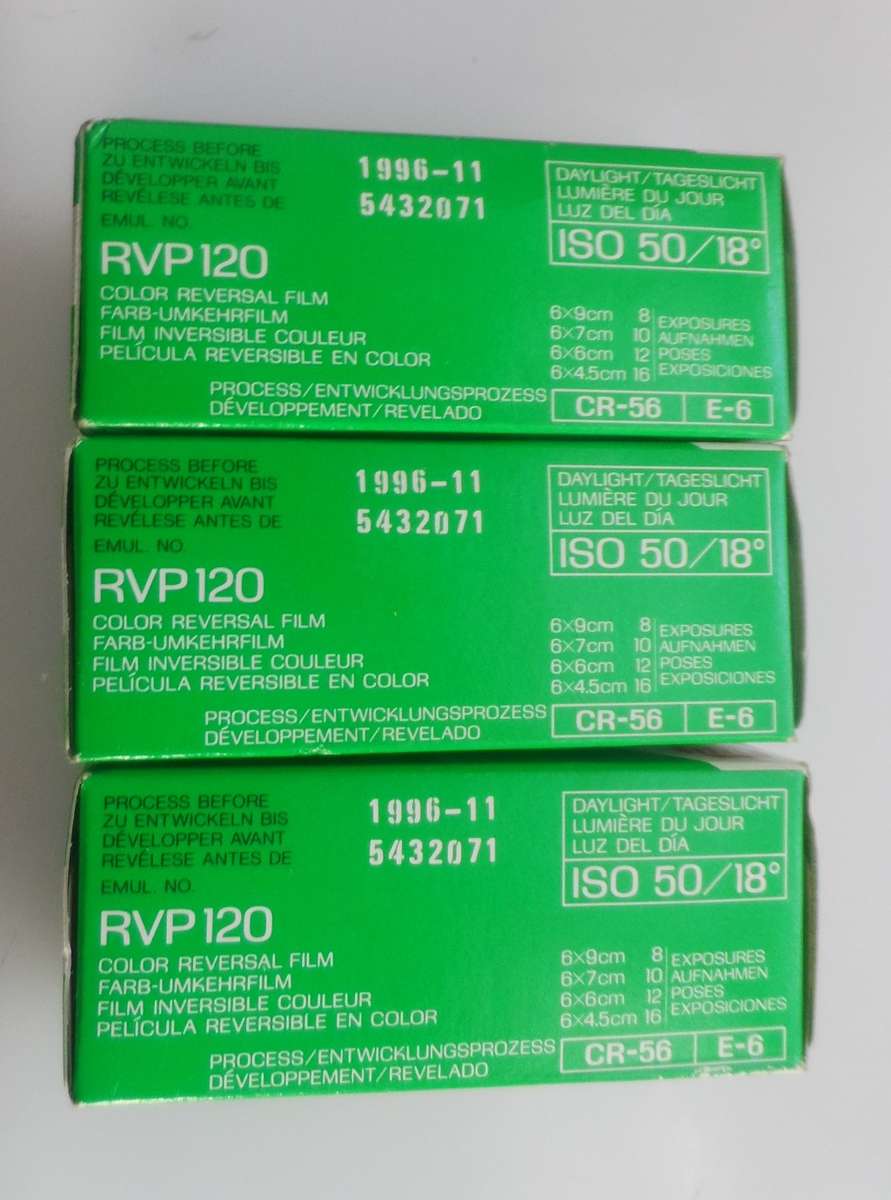 PROCESS BEFORE
ZU ENTWICKELN BIS
DÉVELOPPER AVANT
REVÉLESE ANTES DE
1996-11
EMUL. NO.
5432071
DAYLIGHT/TAGESLICHT
LUMIÈRE DU JOUR
LUZ DEL DÍA
ISO 50/18°
RVP 120
COLOR REVERSAL FILM
FARB-UMKEHRFILM
FILM INVERSIBLE COULEUR
PELÍCULA REVERSIBLE EN COLOR
6×9cm 8 EXPOSURES
6×7cm 10 AUFNAHMEN
6×6cm 12 POSES
6×4.5cm 16 EXPOSICIONES
PROCESS/ENTWICKLUNGSPROZESS
DÉVELOPPEMENT/REVELADO
CR-56 E-6
PROCESS BEFORE
ZU ENTWICKELN BIS
DÉVELOPPER AVANT
REVÉLESE ANTES DE
1996-11
EMUL. NO.
5432071
DAYLIGHT/TAGESLICHT
LUMIÈRE DU JOUR
LUZ DEL DÍA
ISO 50/18°
RVP 120
COLOR REVERSAL FILM
FARB-UMKEHRFILM
FILM INVERSIBLE COULEUR
PELÍCULA REVERSIBLE EN COLOR
6×9cm 8 EXPOSURES
6×7cm 10 AUFNAHMEN
6×6cm 12 POSES
6×4.5cm 16 EXPOSICIONES
PROCESS/ENTWICKLUNGSPROZESS
DÉVELOPPEMENT/REVELADO
CR-56 E-6
PROCESS BEFORE
ZU ENTWICKELN BIS
DÉVELOPPER AVANT
REVÉLESE ANTES DE
1996-11
EMUL. NO.
5432071
DAYLIGHT/TAGESLICHT
LUMIÈRE DU JOUR
LUZ DEL DÍA
ISO 50/18°
RVP 120
COLOR REVERSAL FILM
FARB-UMKEHRFILM
FILM INVERSIBLE COULEUR
PELÍCULA REVERSIBLE EN COLOR
6×9cm 8 EXPOSURES
6×7cm 10 AUFNAHMEN
6×6cm 12 POSES
6×4.5cm 16 EXPOSICIONES
PROCESS/ENTWICKLUNGSPROZESS
DÉVELOPPEMENT/REVELADO
CR-56 E-6